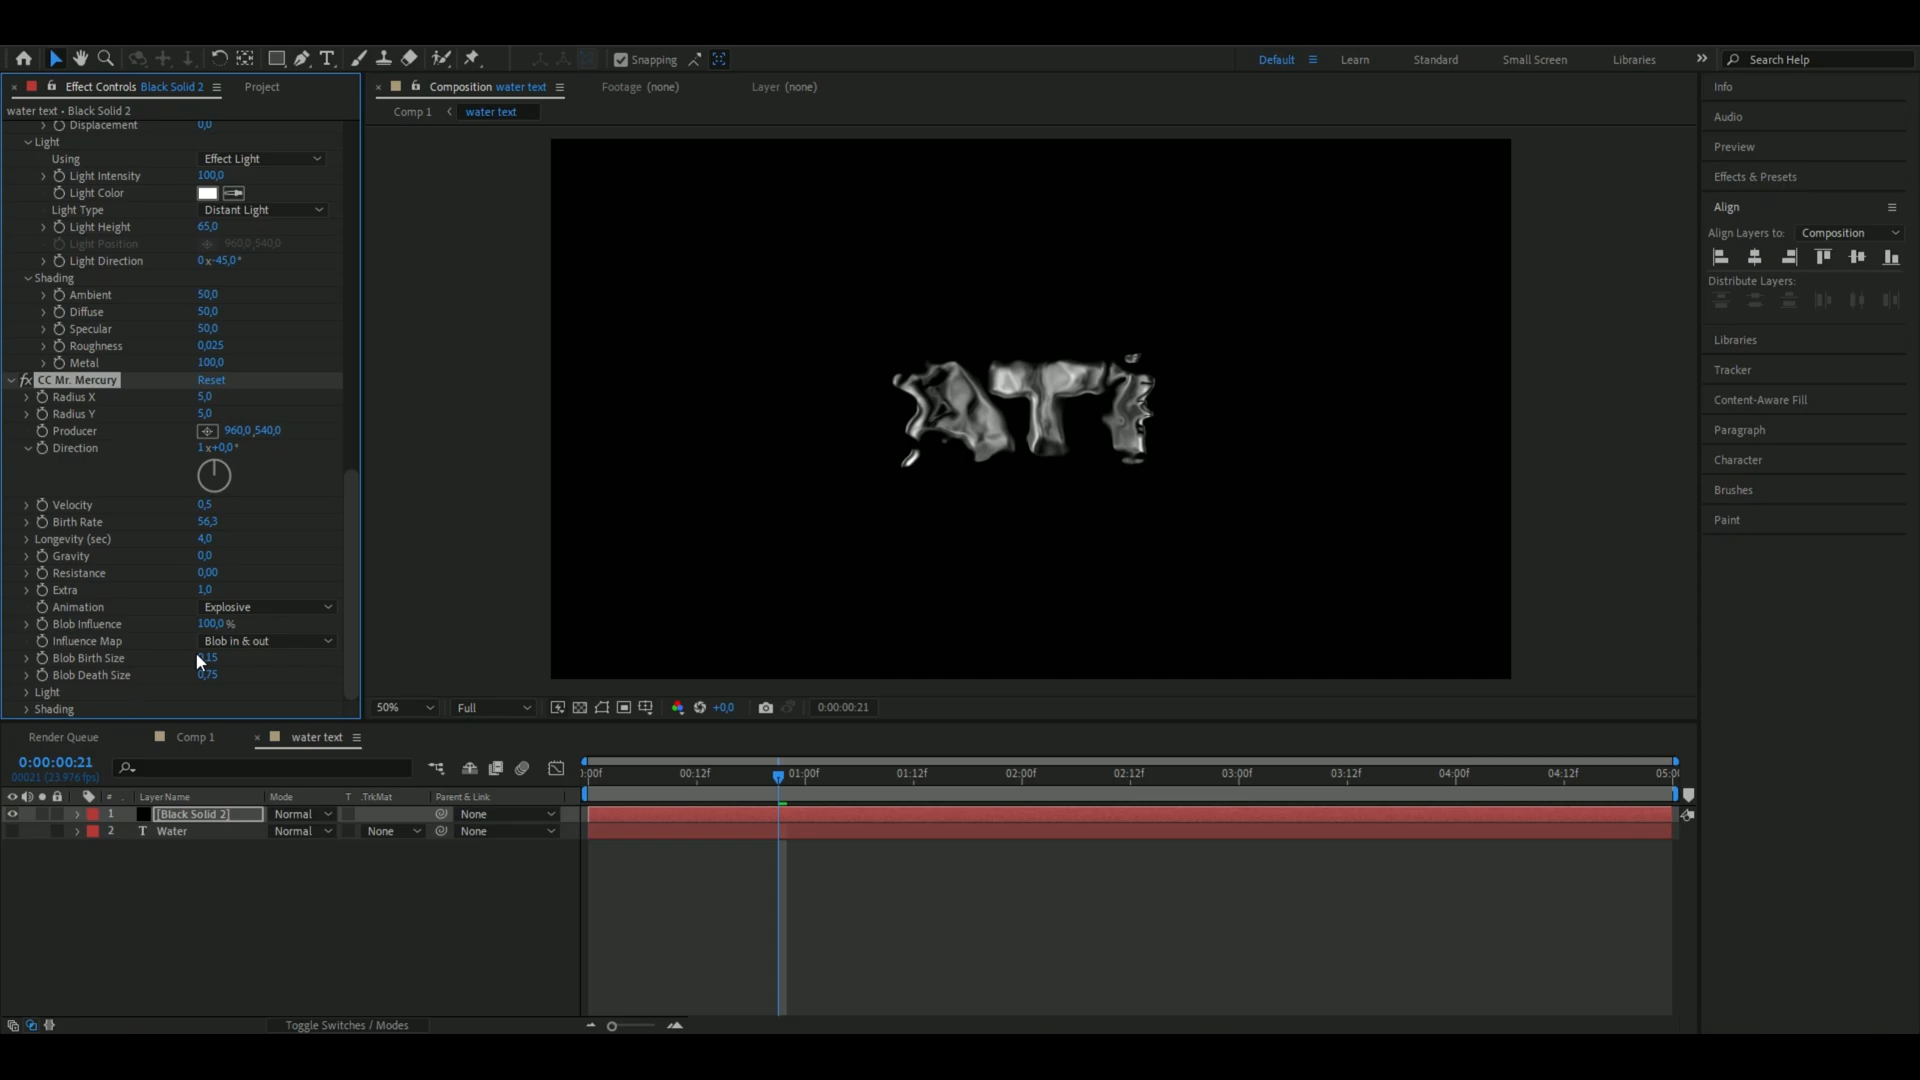 Snapping
Default
Learn
Standard
Small Screen
Libraries
Search Help
Effect Controls Black Solid 2
Project
Composition water text
Footage (none)
Layer (none)
Info
water text • Black Solid 2
Comp 1
water text
Audio
Displacement 0,0
Light
Preview
Using Effect Light
Light Intensity 100,0
Effects & Presets
Light Color
Light Type Distant Light
Align
Light Height 65,0
Align Layers to: Composition
Light Position 960,0,540,0
Light Direction 0x-45,0°
Shading
Distribute Layers:
Ambient 50,0
Diffuse 50,0
Specular 50,0
Libraries
Roughness 0,025
Metal 100,0
Tracker
CC Mr. Mercury Reset
Radius X 5,0
Content-Aware Fill
Radius Y 5,0
Producer 960,0,540,0
Paragraph
Direction 1x+0,0°
Character
Brushes
Velocity 0,5
Birth Rate 56,3
Paint
Longevity (sec) 4,0
Gravity 0,0
Resistance 0,00
Extra 1,0
Animation Explosive
Blob Influence 100,0 %
Influence Map Blob in & out
Blob Birth Size
Blob Death Size 0,75
Light
Shading
50%
Full
+0,0
0:00:00:21
Render Queue
Comp 1
water text
0:00:00:21
00021 (23.976 fps)
:00f 00:12f 01:00f 01:12f 02:00f 02:12f 03:00f 03:12f 04:00f 04:12f 05:0
# Layer Name Mode T .TrkMat Parent & Link
1 [Black Solid 2] Normal None
2 T Water Normal None None
Toggle Switches / Modes